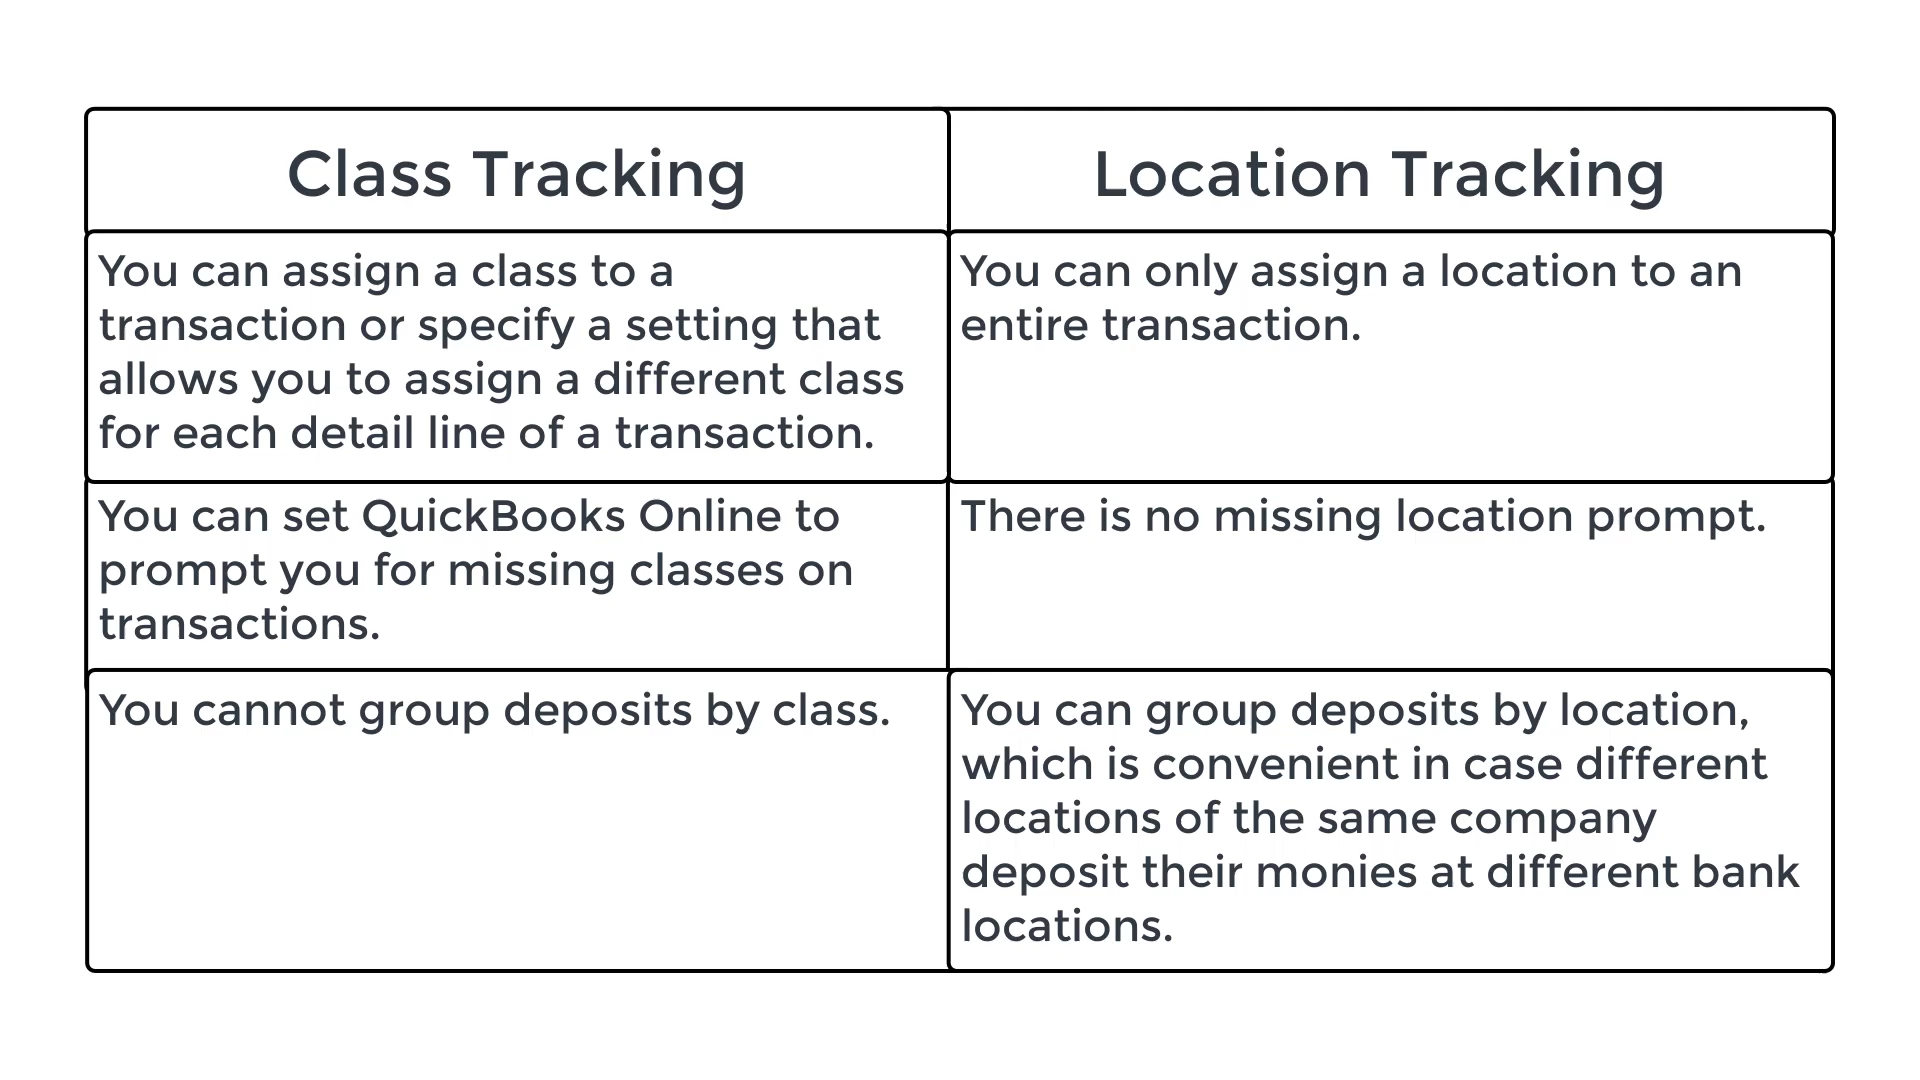 Class Tracking
Location Tracking
You can assign a class to a
transaction or specify a setting that
allows you to assign a different class
for each detail line of a transaction.
You can only assign a location to an
entire transaction.
You can set QuickBooks Online to
prompt you for missing classes on
transactions.
There is no missing location prompt.
You cannot group deposits by class.
You can group deposits by location,
which is convenient in case different
locations of the same company
deposit their monies at different bank
locations.